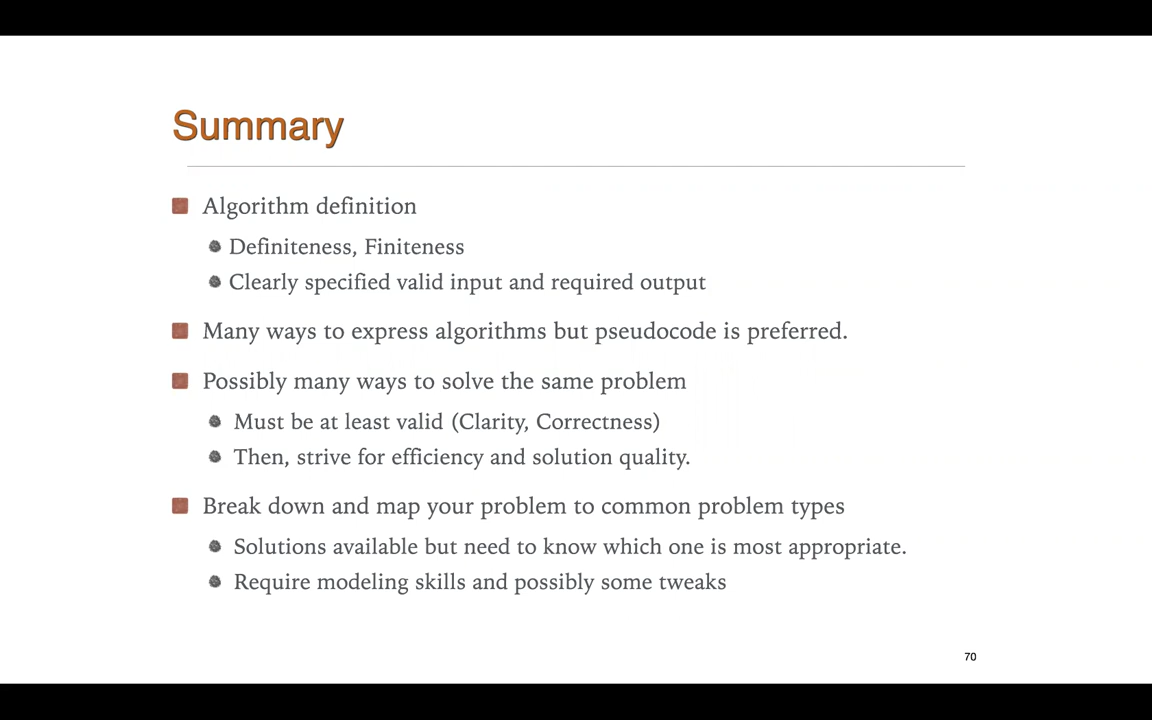 Summary
Algorithm definition
Definiteness, Finiteness
Clearly specified valid input and required output
Many ways to express algorithms but pseudocode is preferred.
Possibly many ways to solve the same problem
Must be at least valid (Clarity, Correctness)
Then, strive for efficiency and solution quality.
Break down and map your problem to common problem types
Solutions available but need to know which one is most appropriate.
Require modeling skills and possibly some tweaks
70